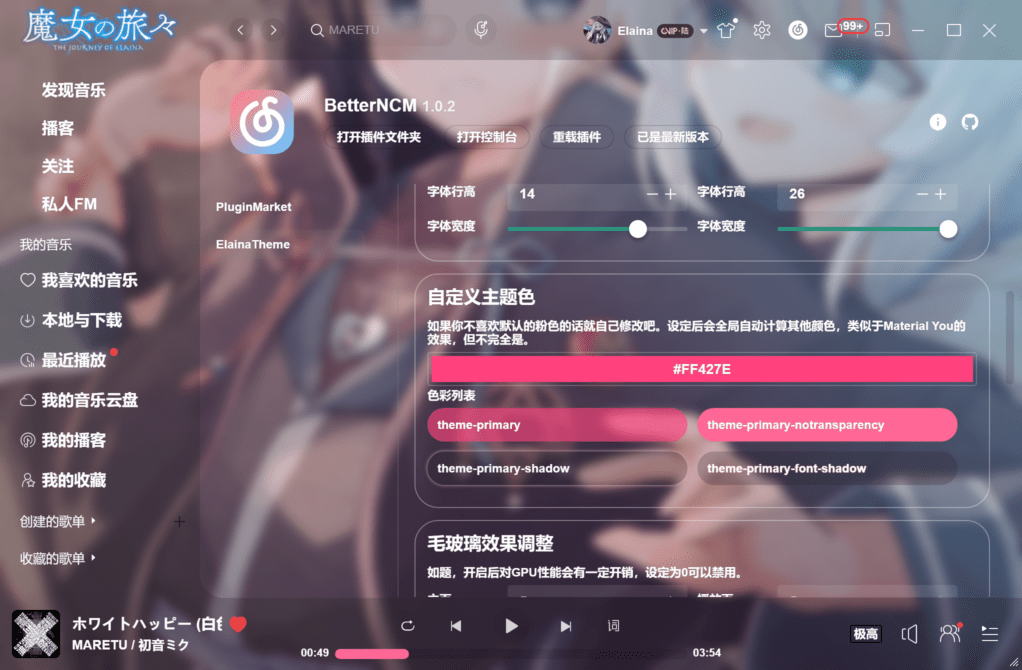 魔女の旅々
THE JOURNEY OF ELAINA
MARETU
Elaina
CVIP·陆
99+
发现音乐
播客
关注
私人FM
我的音乐
我喜欢的音乐
本地与下载
最近播放
我的音乐云盘
我的播客
我的收藏
创建的歌单
收藏的歌单
BetterNCM 1.0.2
打开插件文件夹 打开控制台 重载插件 已是最新版本
PluginMarket
ElainaTheme
字体行高 14 字体行高 26
字体宽度 字体宽度
自定义主题色
如果你不喜欢默认的粉色的话就自己修改吧。设定后会全局自动计算其他颜色，类似于Material You的
效果，但不完全是。
#FF427E
色彩列表
theme-primary theme-primary-notransparency
theme-primary-shadow theme-primary-font-shadow
毛玻璃效果调整
如题，开启后对GPU性能会有一定开销，设定为0可以禁用。
ホワイトハッピー (白
MARETU / 初音ミク
词
00:49
03:54
极高